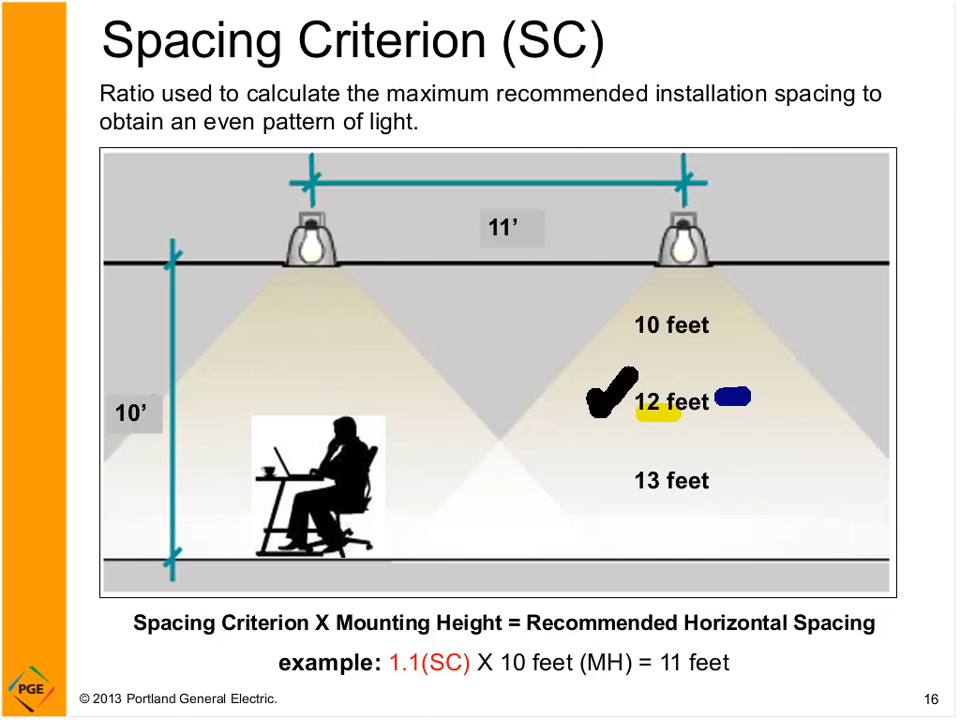 Spacing Criterion (SC)
Ratio used to calculate the maximum recommended installation spacing to
obtain an even pattern of light.
11’
10 feet
12 feet
10’
13 feet
Spacing Criterion X Mounting Height = Recommended Horizontal Spacing
example: 1.1(SC) X 10 feet (MH) = 11 feet
PGE
© 2013 Portland General Electric.
16